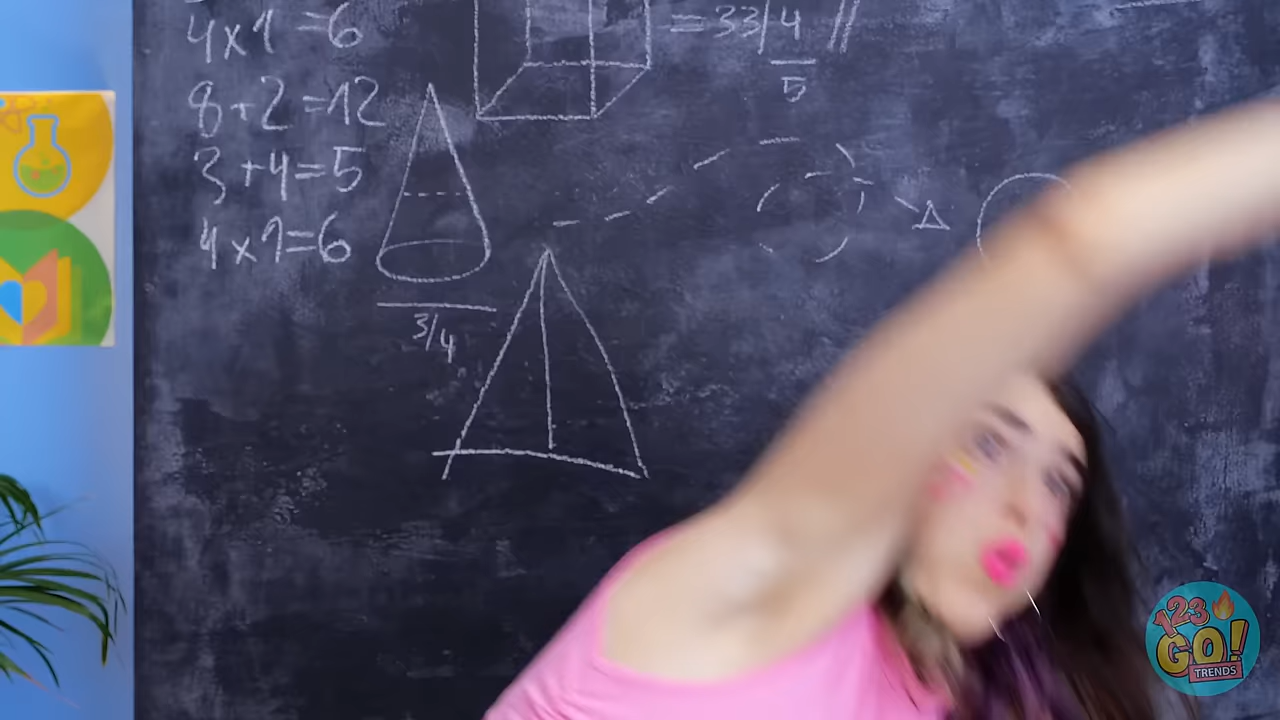 4x1=6
8+2=12
3+4=5
4x1=6
3/4
=33/4 //
5
123
GO!
TRENDS